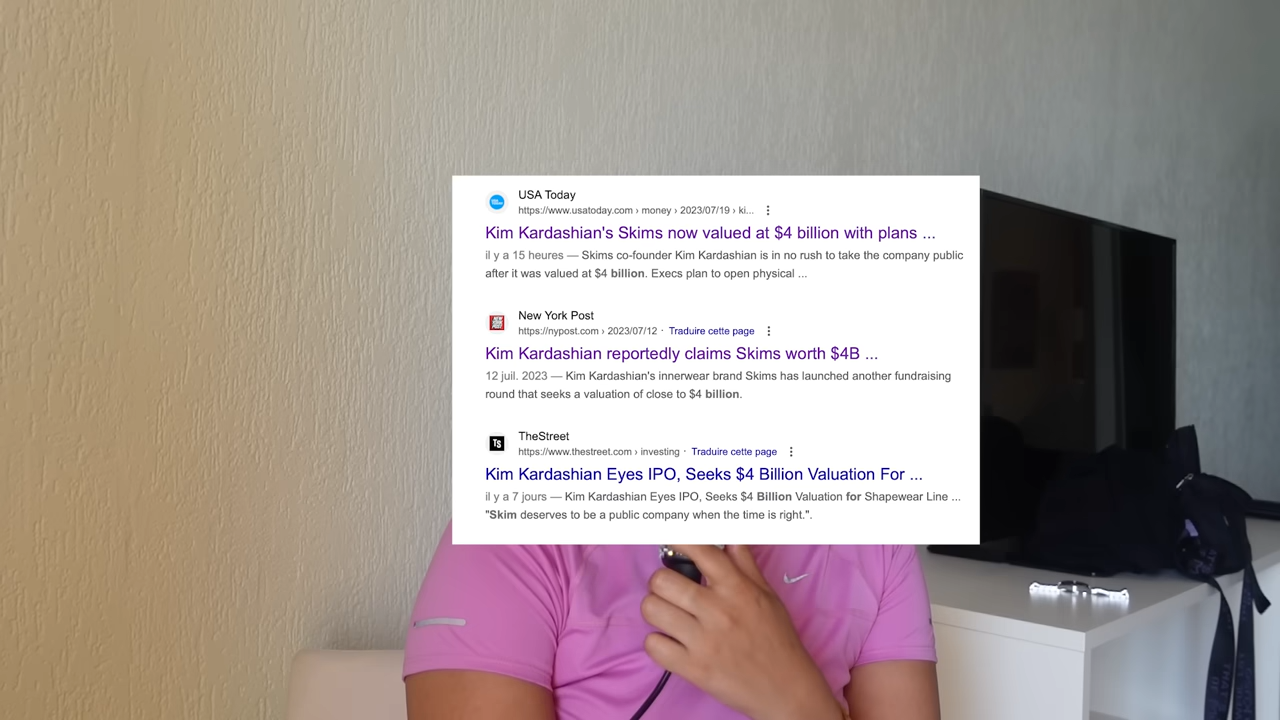 USA Today
https://www.usatoday.com › money › 2023/07/19 › ki...
Kim Kardashian's Skims now valued at $4 billion with plans ...
il y a 15 heures — Skims co-founder Kim Kardashian is in no rush to take the company public
after it was valued at $4 billion. Execs plan to open physical ...
New York Post
https://nypost.com › 2023/07/12 · Traduire cette page
Kim Kardashian reportedly claims Skims worth $4B ...
12 juil. 2023 — Kim Kardashian's innerwear brand Skims has launched another fundraising
round that seeks a valuation of close to $4 billion.
TS
TheStreet
https://www.thestreet.com › investing · Traduire cette page
Kim Kardashian Eyes IPO, Seeks $4 Billion Valuation For ...
il y a 7 jours — Kim Kardashian Eyes IPO, Seeks $4 Billion Valuation for Shapewear Line ...
"Skim deserves to be a public company when the time is right.".